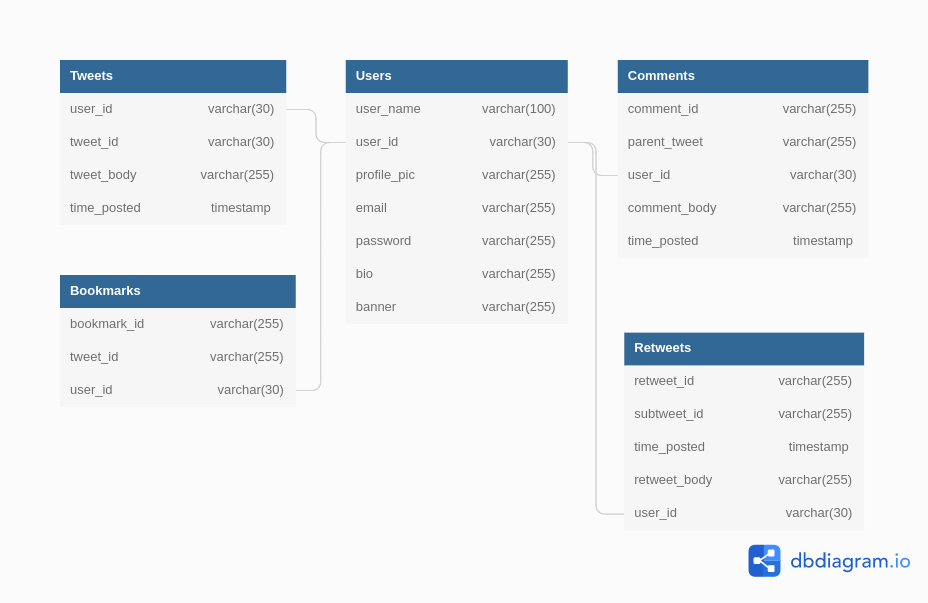 Tweets
user_id varchar(30)
tweet_id varchar(30)
tweet_body varchar(255)
time_posted timestamp
Bookmarks
bookmark_id varchar(255)
tweet_id varchar(255)
user_id varchar(30)
Users
user_name varchar(100)
user_id varchar(30)
profile_pic varchar(255)
email varchar(255)
password varchar(255)
bio varchar(255)
banner varchar(255)
Comments
comment_id varchar(255)
parent_tweet varchar(255)
user_id varchar(30)
comment_body varchar(255)
time_posted timestamp
Retweets
retweet_id varchar(255)
subtweet_id varchar(255)
time_posted timestamp
retweet_body varchar(255)
user_id varchar(30)
dbdiagram.io